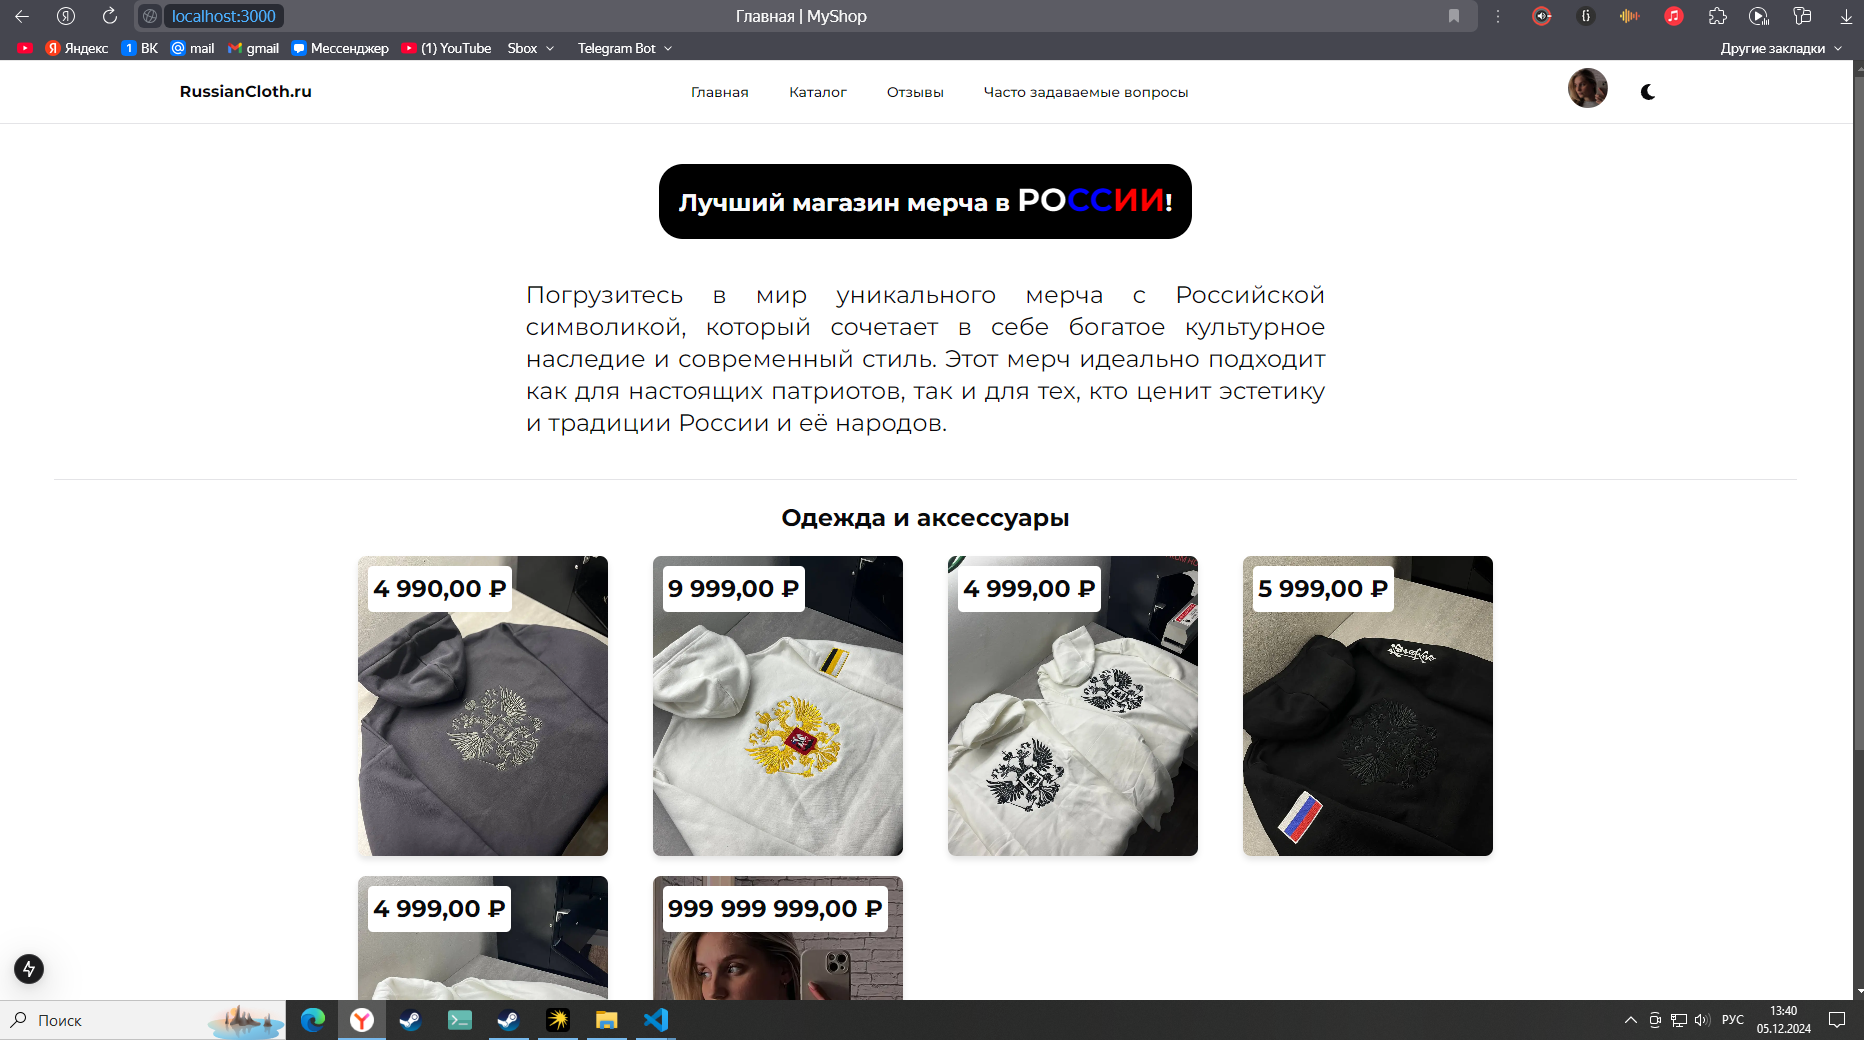 localhost:3000
Главная | MyShop
Яндекс
ВК
mail
gmail
Мессенджер
(1) YouTube
Sbox
Telegram Bot
Другие закладки
RussianCloth.ru
Главная
Каталог
Отзывы
Часто задаваемые вопросы
Лучший магазин мерча в РОССИИ!
Погрузитесь в мир уникального мерча с Российской
символикой, который сочетает в себе богатое культурное
наследие и современный стиль. Этот мерч идеально подходит
как для настоящих патриотов, так и для тех, кто ценит эстетику
и традиции России и её народов.
Одежда и аксессуары
4 990,00 ₽
9 999,00 ₽
4 999,00 ₽
5 999,00 ₽
4 999,00 ₽
999 999 999,00 ₽
Поиск
РУС
13:40
05.12.2024